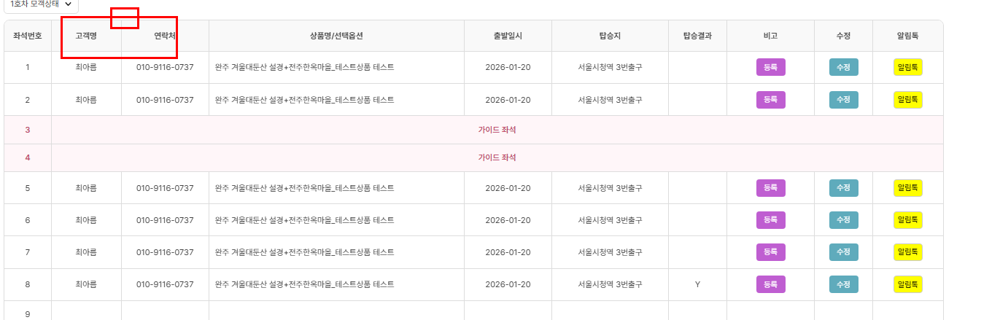 1호차 모객상태
좌석번호 고객명 연락처 상품명/선택옵션 출발일시 탑승지 탑승결과 비고 수정 알림톡
1 최아름 010-9116-0737 완주 겨울대둔산 설경+전주한옥마을_테스트상품 테스트 2026-01-20 서울시청역 3번출구 등록 수정 알림톡
2 최아름 010-9116-0737 완주 겨울대둔산 설경+전주한옥마을_테스트상품 테스트 2026-01-20 서울시청역 3번출구 등록 수정 알림톡
3 가이드 좌석
4 가이드 좌석
5 최아름 010-9116-0737 완주 겨울대둔산 설경+전주한옥마을_테스트상품 테스트 2026-01-20 서울시청역 3번출구 등록 수정 알림톡
6 최아름 010-9116-0737 완주 겨울대둔산 설경+전주한옥마을_테스트상품 테스트 2026-01-20 서울시청역 3번출구 등록 수정 알림톡
7 최아름 010-9116-0737 완주 겨울대둔산 설경+전주한옥마을_테스트상품 테스트 2026-01-20 서울시청역 3번출구 등록 수정 알림톡
8 최아름 010-9116-0737 완주 겨울대둔산 설경+전주한옥마을_테스트상품 테스트 2026-01-20 서울시청역 3번출구 Y 등록 수정 알림톡
9